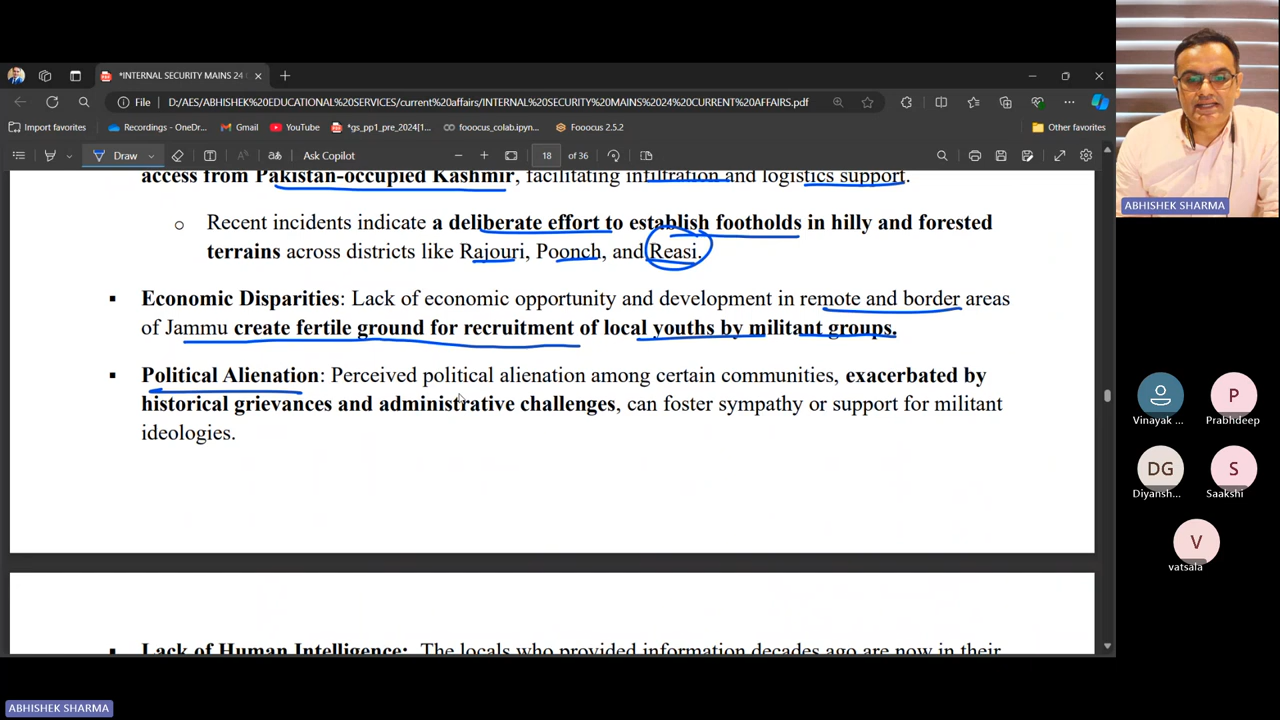 *INTERNAL SECURITY MAINS 24
File
D:/AES/ABHISHEK%20EDUCATIONAL%20SERVICES/current%20affairs/INTERNAL%20SECURITY%20MAINS%202024%20CURRENT%20AFFAIRS.pdf
Import favorites
Recordings - OneDr...
Gmail
YouTube
*gs_pp1_pre_2024[1...
fooocus_colab.ipyn...
Fooocus 2.5.2
Other favorites
Draw
Ask Copilot
18 of 36
access from Pakistan-occupied Kashmir, facilitating infiltration and logistics support.
o Recent incidents indicate a deliberate effort to establish footholds in hilly and forested
terrains across districts like Rajouri, Poonch, and Reasi.
▪ Economic Disparities: Lack of economic opportunity and development in remote and border areas
of Jammu create fertile ground for recruitment of local youths by militant groups.
▪ Political Alienation: Perceived political alienation among certain communities, exacerbated by
historical grievances and administrative challenges, can foster sympathy or support for militant
ideologies.
▪ Lack of Human Intelligence: The locals who provided information decades ago are now in their
ABHISHEK SHARMA
P
Vinayak ...
Prabhdeep
DG
S
Diyansh...
Saakshi
V
vatsala
ABHISHEK SHARMA